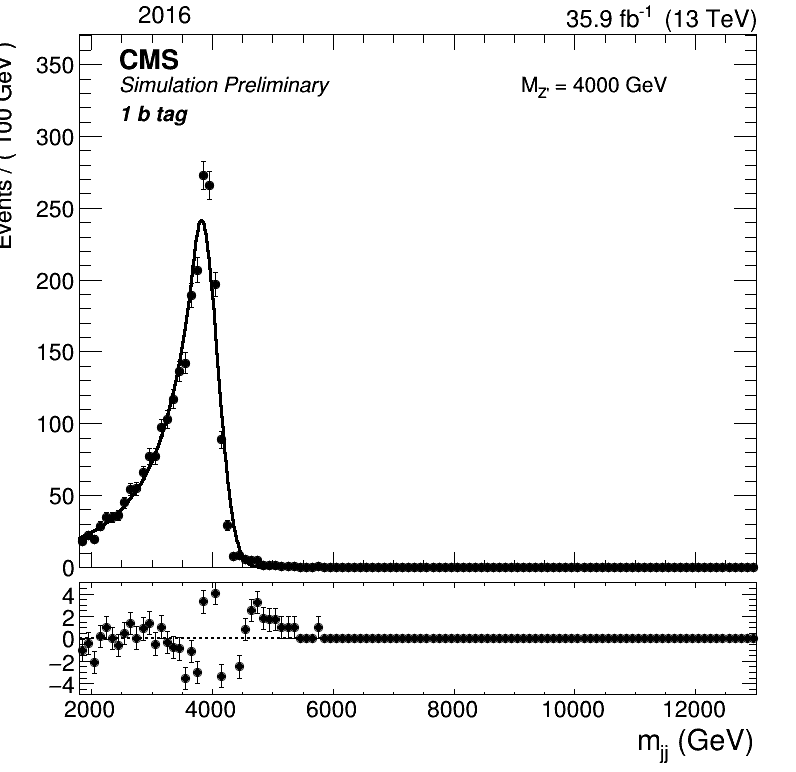 2016
35.9 fb⁻¹ (13 TeV)
CMS
Simulation Preliminary
1 b tag
M_Z' = 4000 GeV
Events / ( 100 GeV )
350
300
250
200
150
100
50
0
4
2
0
−2
−4
2000 4000 6000 8000 10000 12000
m_jj (GeV)